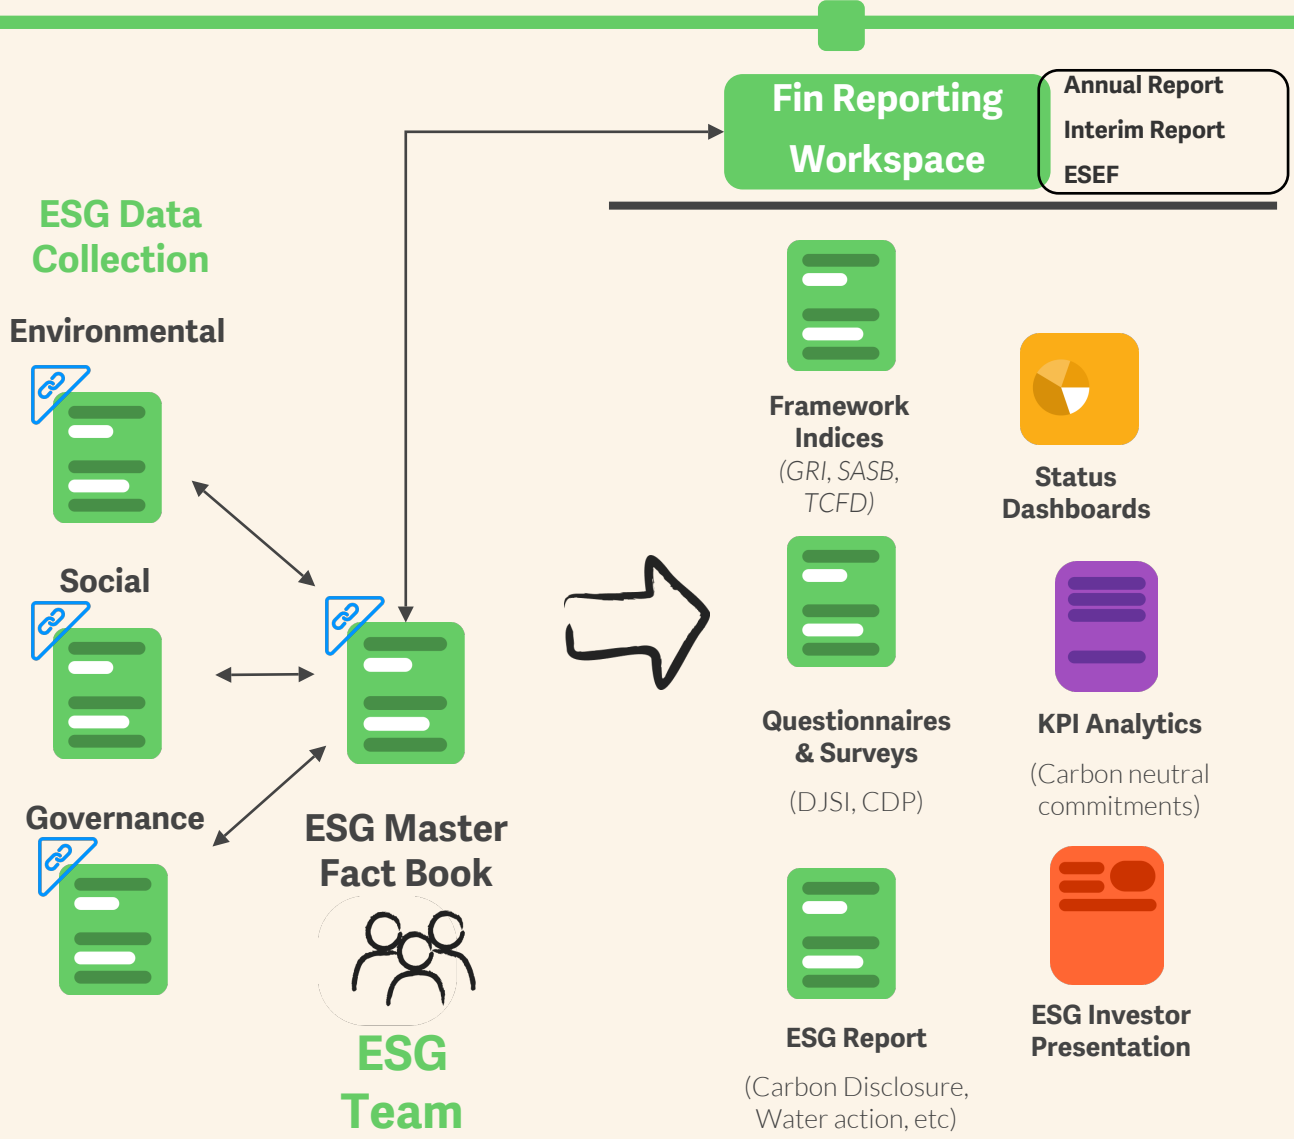 Fin Reporting
Workspace
Annual Report
Interim Report
ESEF
ESG Data
Collection
Environmental
Social
Governance
ESG Master
Fact Book
ESG
Team
Framework
Indices
(GRI, SASB,
TCFD)
Status
Dashboards
Questionnaires
& Surveys
(DJSI, CDP)
KPI Analytics
(Carbon neutral
commitments)
ESG Report
(Carbon Disclosure,
Water action, etc)
ESG Investor
Presentation